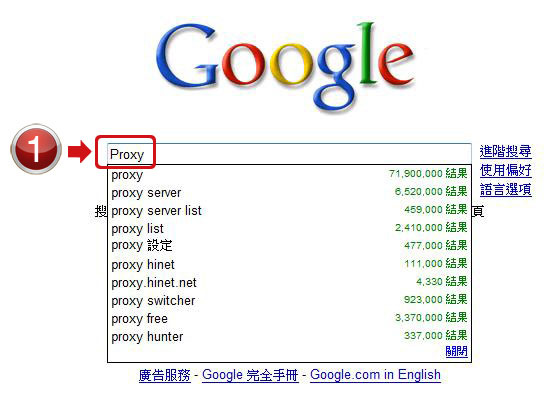 Google
1
Proxy
進階搜尋
使用偏好
語言選項
proxy 71,900,000 結果
proxy server 6,520,000 結果
搜 proxy server list 459,000 結果 頁
proxy list 2,410,000 結果
proxy 設定 477,000 結果
proxy hinet 111,000 結果
proxy.hinet.net 4,330 結果
proxy switcher 923,000 結果
proxy free 3,370,000 結果
proxy hunter 337,000 結果
關閉
廣告服務 - Google 完全手冊 - Google.com in English